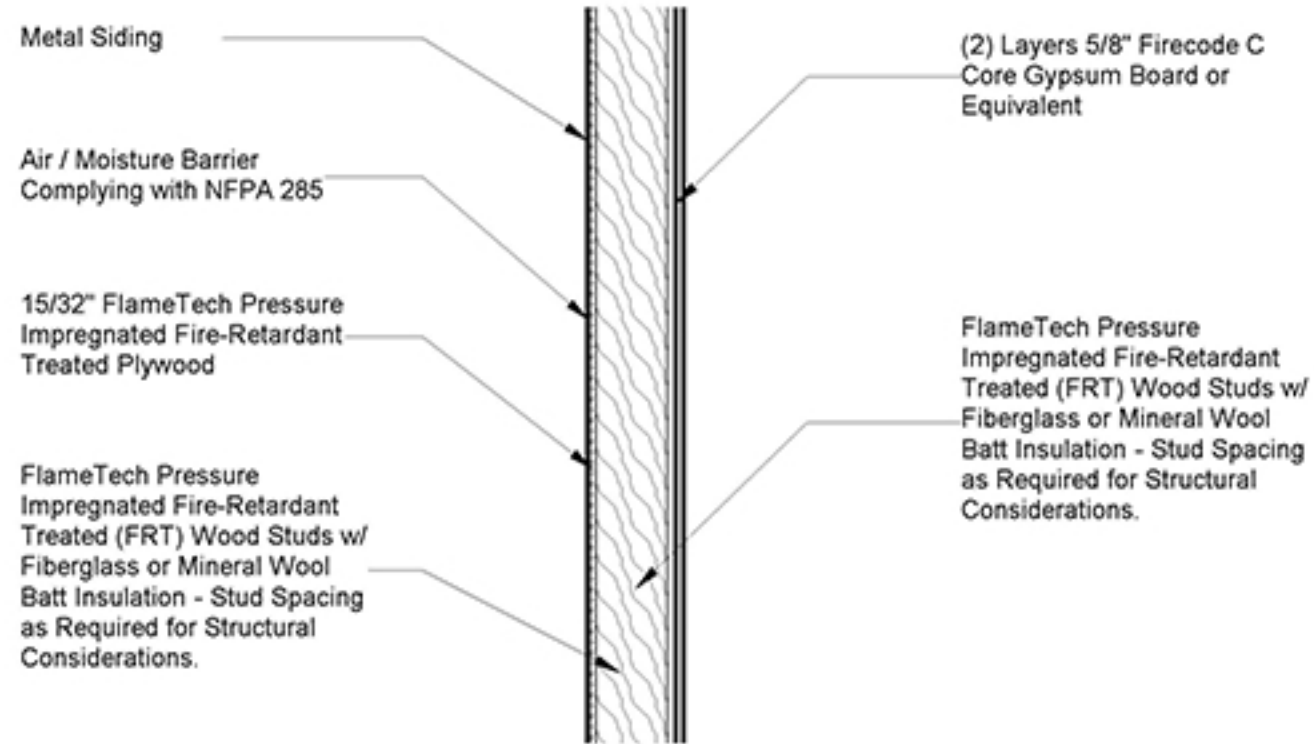 Metal Siding
Air / Moisture Barrier
Complying with NFPA 285
15/32" FlameTech Pressure
Impregnated Fire-Retardant
Treated Plywood
FlameTech Pressure
Impregnated Fire-Retardant
Treated (FRT) Wood Studs w/
Fiberglass or Mineral Wool
Batt Insulation - Stud Spacing
as Required for Structural
Considerations.
(2) Layers 5/8" Firecode C
Core Gypsum Board or
Equivalent
FlameTech Pressure
Impregnated Fire-Retardant
Treated (FRT) Wood Studs w/
Fiberglass or Mineral Wool
Batt Insulation - Stud Spacing
as Required for Structural
Considerations.